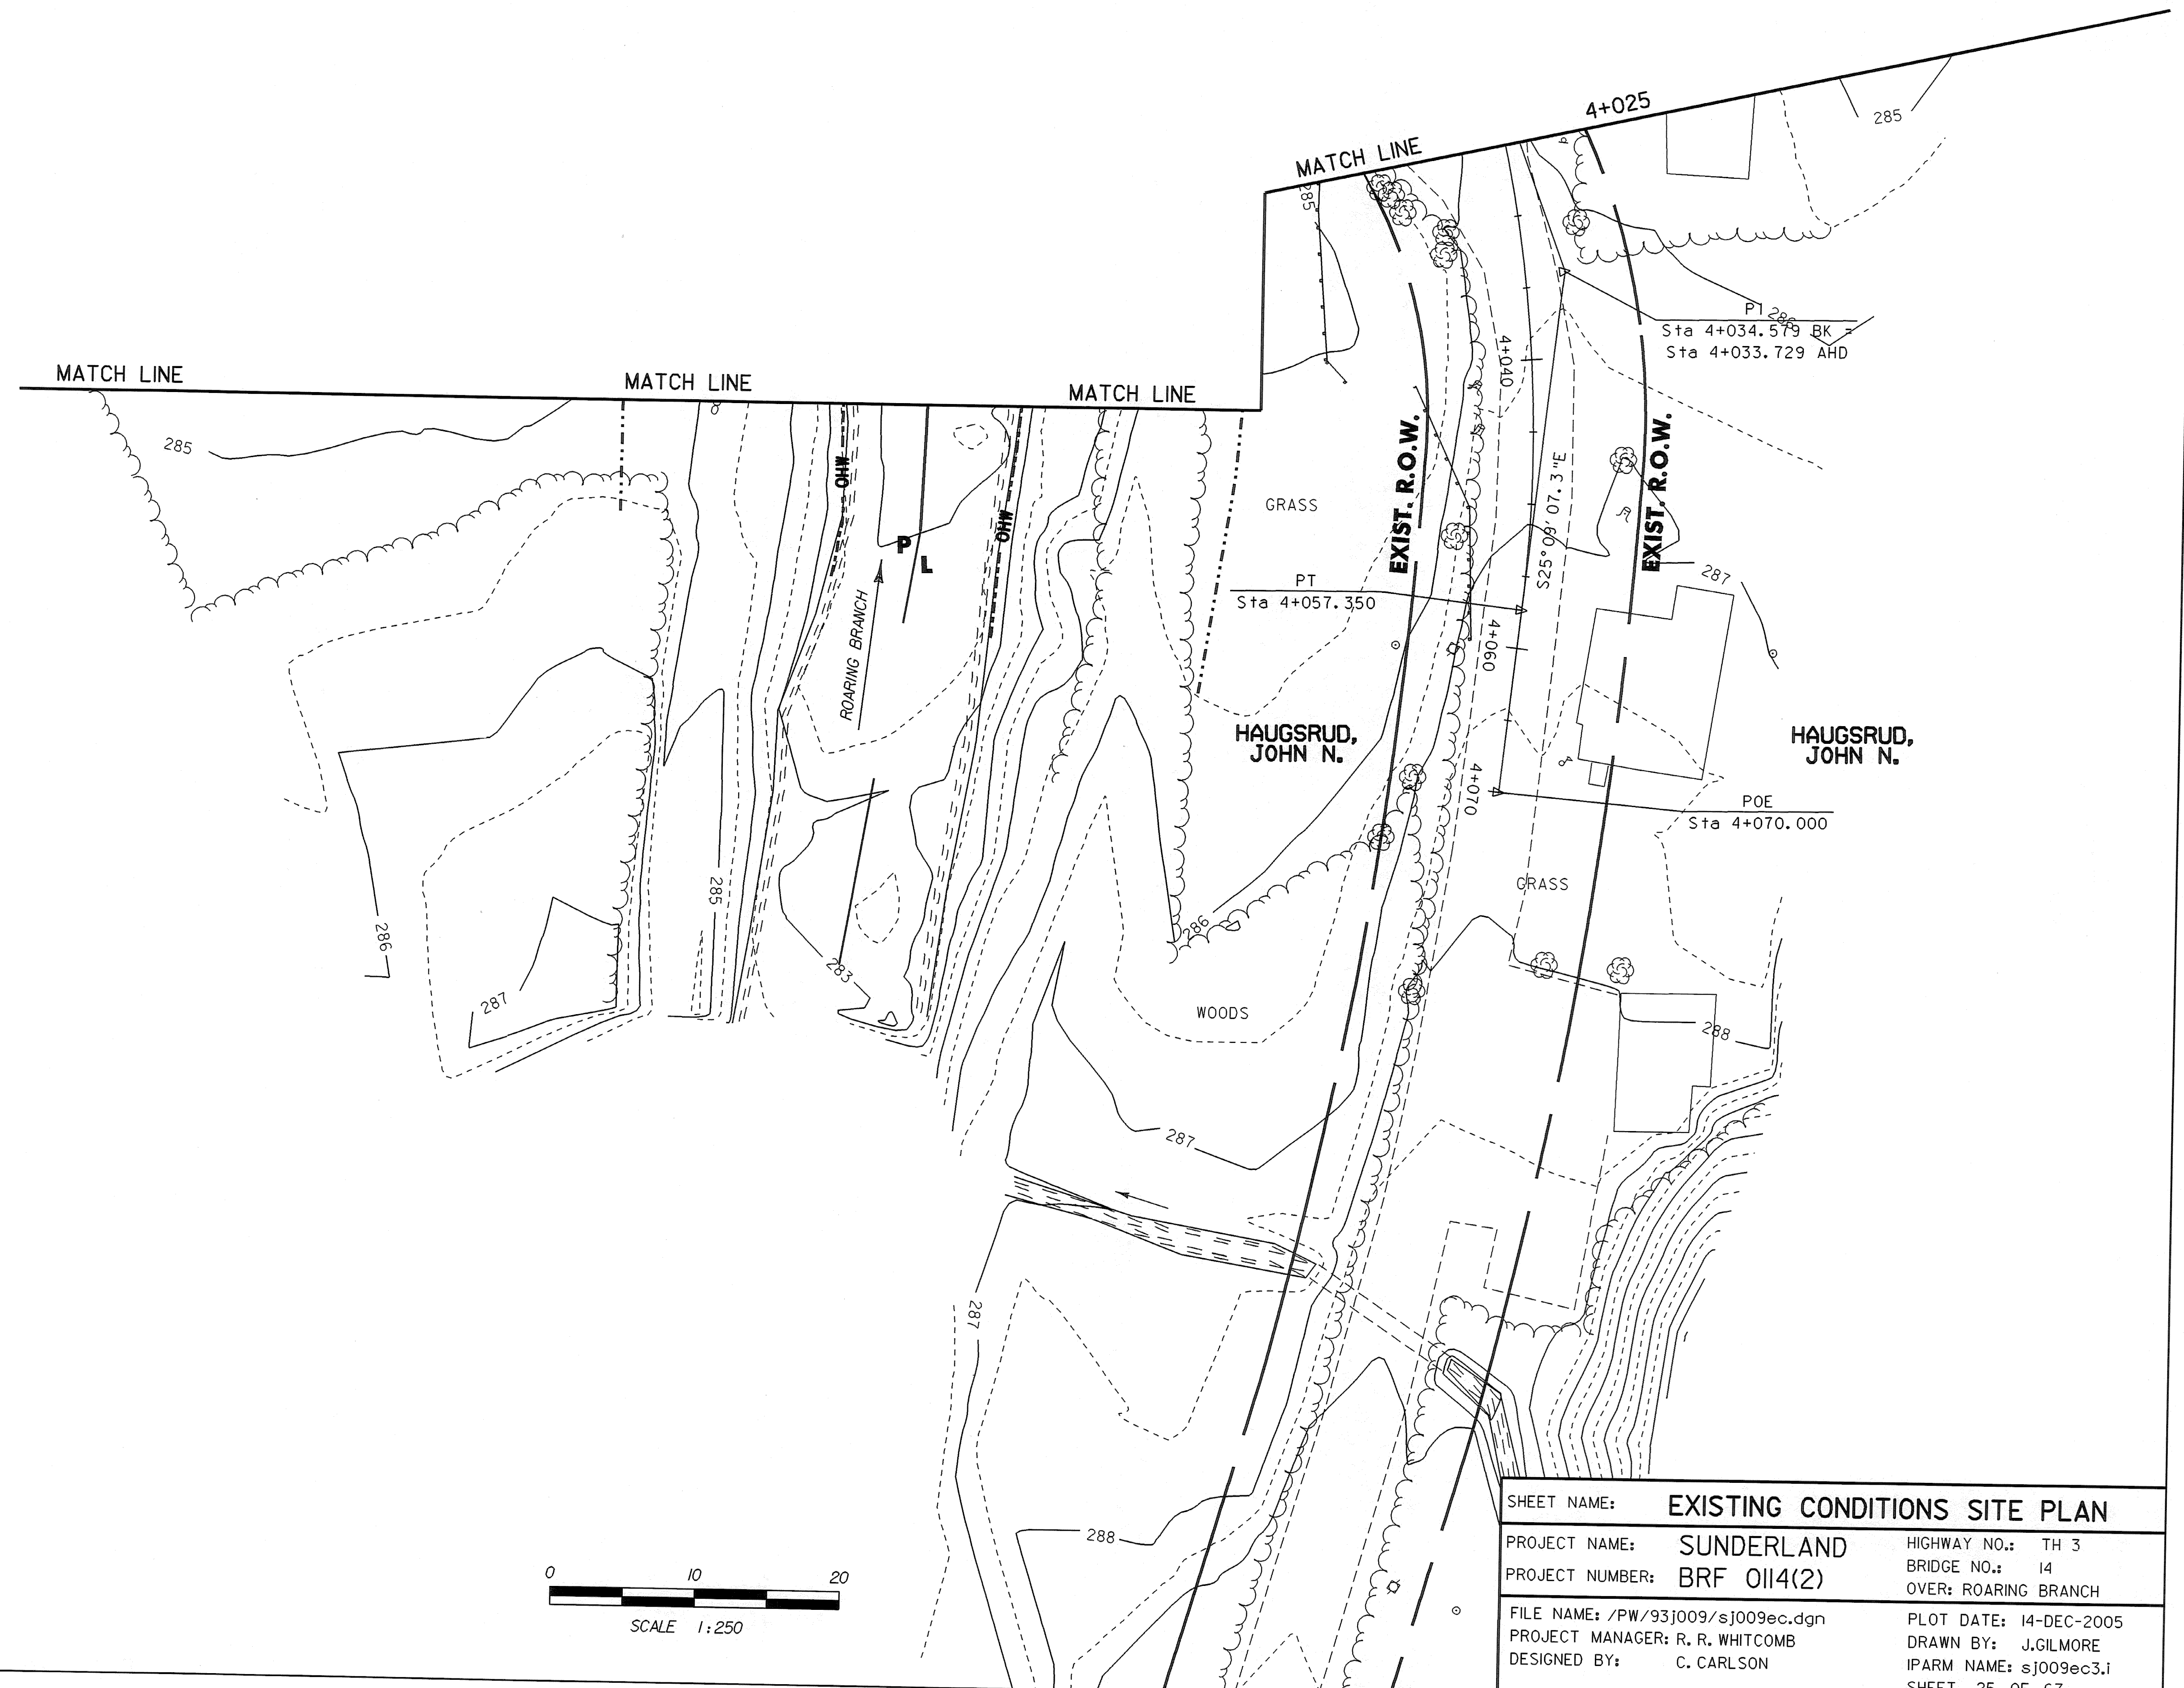 4+025
MATCH LINE
285
285
PI
286
Sta 4+034.579 BK =
Sta 4+033.729 AHD
4+040
MATCH LINE
MATCH LINE
MATCH LINE
285
OHW
OHW
P
L
ROARING BRANCH
GRASS
EXIST. R.O.W.
EXIST. R.O.W.
S25° 09' 07.3"E
287
PT
Sta 4+057.350
4+060
HAUGSRUD,
JOHN N.
HAUGSRUD,
JOHN N.
4+070
POE
Sta 4+070.000
GRASS
285
286
286
283
287
WOODS
288
287
287
288
0 10 20
SCALE 1:250
SHEET NAME: EXISTING CONDITIONS SITE PLAN
PROJECT NAME: SUNDERLAND
PROJECT NUMBER: BRF 0114(2)
HIGHWAY NO.: TH 3
BRIDGE NO.: 14
OVER: ROARING BRANCH
FILE NAME: /PW/93j009/sj009ec.dgn
PROJECT MANAGER: R. R. WHITCOMB
DESIGNED BY: C. CARLSON
PLOT DATE: 14-DEC-2005
DRAWN BY: J.GILMORE
IPARM NAME: sj009ec3.i
SHEET 25 OF 67